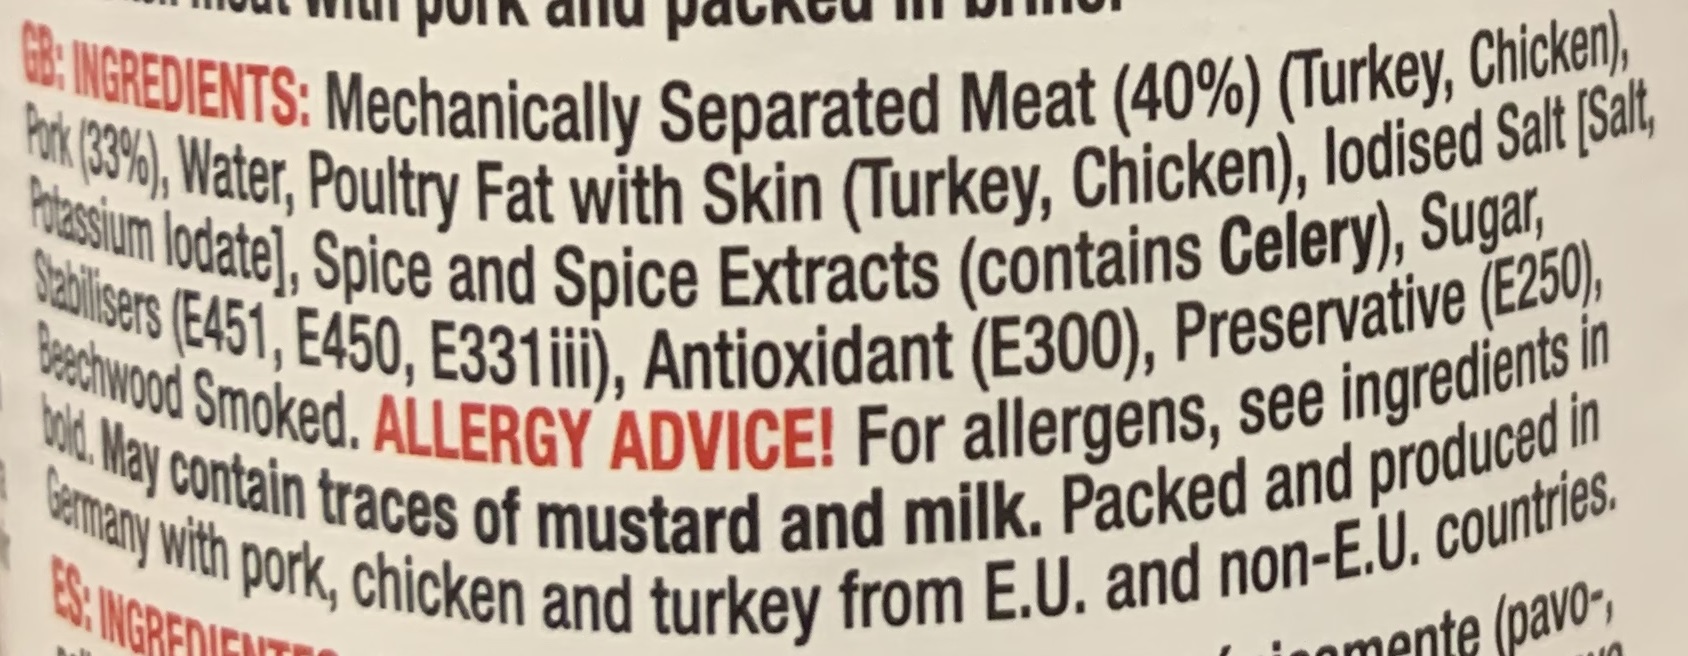 meat with pork and packed in brine.
GB: INGREDIENTS: Mechanically Separated Meat (40%) (Turkey, Chicken),
Pork (33%), Water, Poultry Fat with Skin (Turkey, Chicken), Iodised Salt [Salt,
Potassium Iodate], Spice and Spice Extracts (contains Celery), Sugar,
Stabilisers (E451, E450, E331iii), Antioxidant (E300), Preservative (E250),
Beechwood Smoked. ALLERGY ADVICE! For allergens, see ingredients in
bold. May contain traces of mustard and milk. Packed and produced in
Germany with pork, chicken and turkey from E.U. and non-E.U. countries.
ES: INGREDIENTES (pavo-,